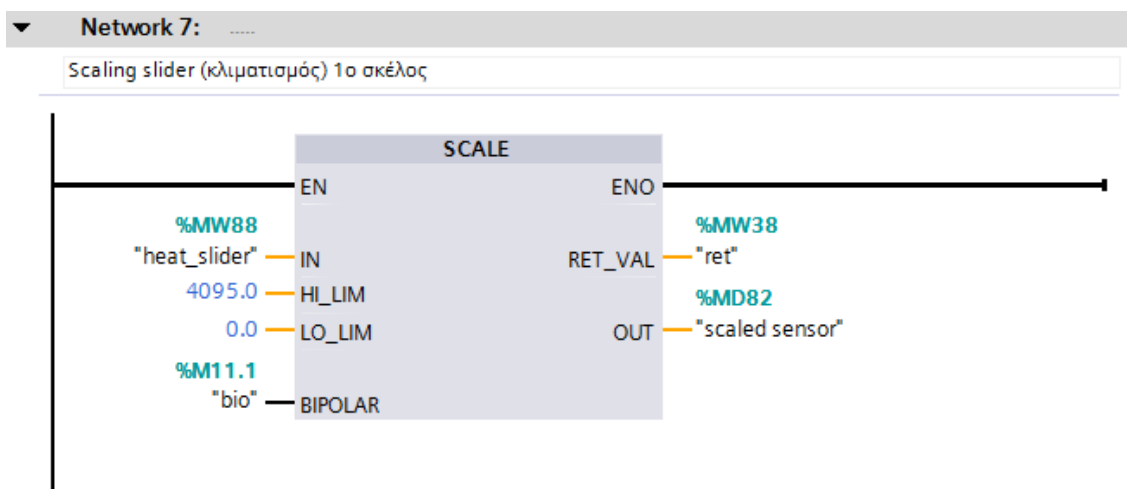 Network 7: .....
Scaling slider (κλιματισμός) 1ο σκέλος
SCALE
EN ENO
%MW88 %MW38
"heat_slider" IN RET_VAL "ret"
4095.0 HI_LIM %MD82
0.0 LO_LIM OUT "scaled sensor"
%M11.1
"bio" BIPOLAR